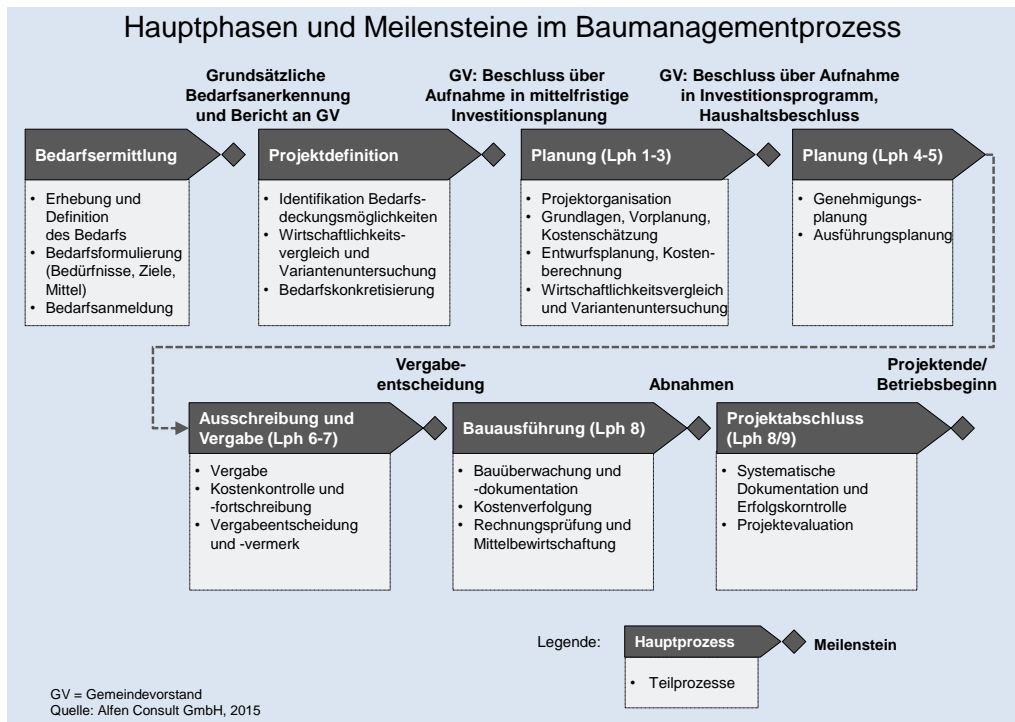 Hauptphasen und Meilensteine im Baumanagementprozess
Grundsätzliche
Bedarfsanerkennung
und Bericht an GV
GV: Beschluss über
Aufnahme in mittelfristige
Investitionsplanung
GV: Beschluss über Aufnahme
in Investitionsprogramm,
Haushaltsbeschluss
Bedarfsermittlung
• Erhebung und
Definition
des Bedarfs
• Bedarfsformulierung
(Bedürfnisse, Ziele,
Mittel)
• Bedarfsanmeldung
Projektdefinition
• Identifikation Bedarfs-
deckungsmöglichkeiten
• Wirtschaftlichkeits-
vergleich und
Variantenuntersuchung
• Bedarfskonkretisierung
Planung (Lph 1-3)
• Projektorganisation
• Grundlagen, Vorplanung,
Kostenschätzung
• Entwurfsplanung, Kosten-
berechnung
• Wirtschaftlichkeitsvergleich
und Variantenuntersuchung
Planung (Lph 4-5)
• Genehmigungs-
planung
• Ausführungsplanung
Vergabe-
entscheidung
Abnahmen
Projektende/
Betriebsbeginn
Ausschreibung und
Vergabe (Lph 6-7)
• Vergabe
• Kostenkontrolle und
-fortschreibung
• Vergabeentscheidung
und -vermerk
Bauausführung (Lph 8)
• Bauüberwachung und
-dokumentation
• Kostenverfolgung
• Rechnungsprüfung und
Mittelbewirtschaftung
Projektabschluss
(Lph 8/9)
• Systematische
Dokumentation und
Erfolgskorntrolle
• Projektevaluation
Legende:
Hauptprozess
Meilenstein
• Teilprozesse
GV = Gemeindevorstand
Quelle: Alfen Consult GmbH, 2015